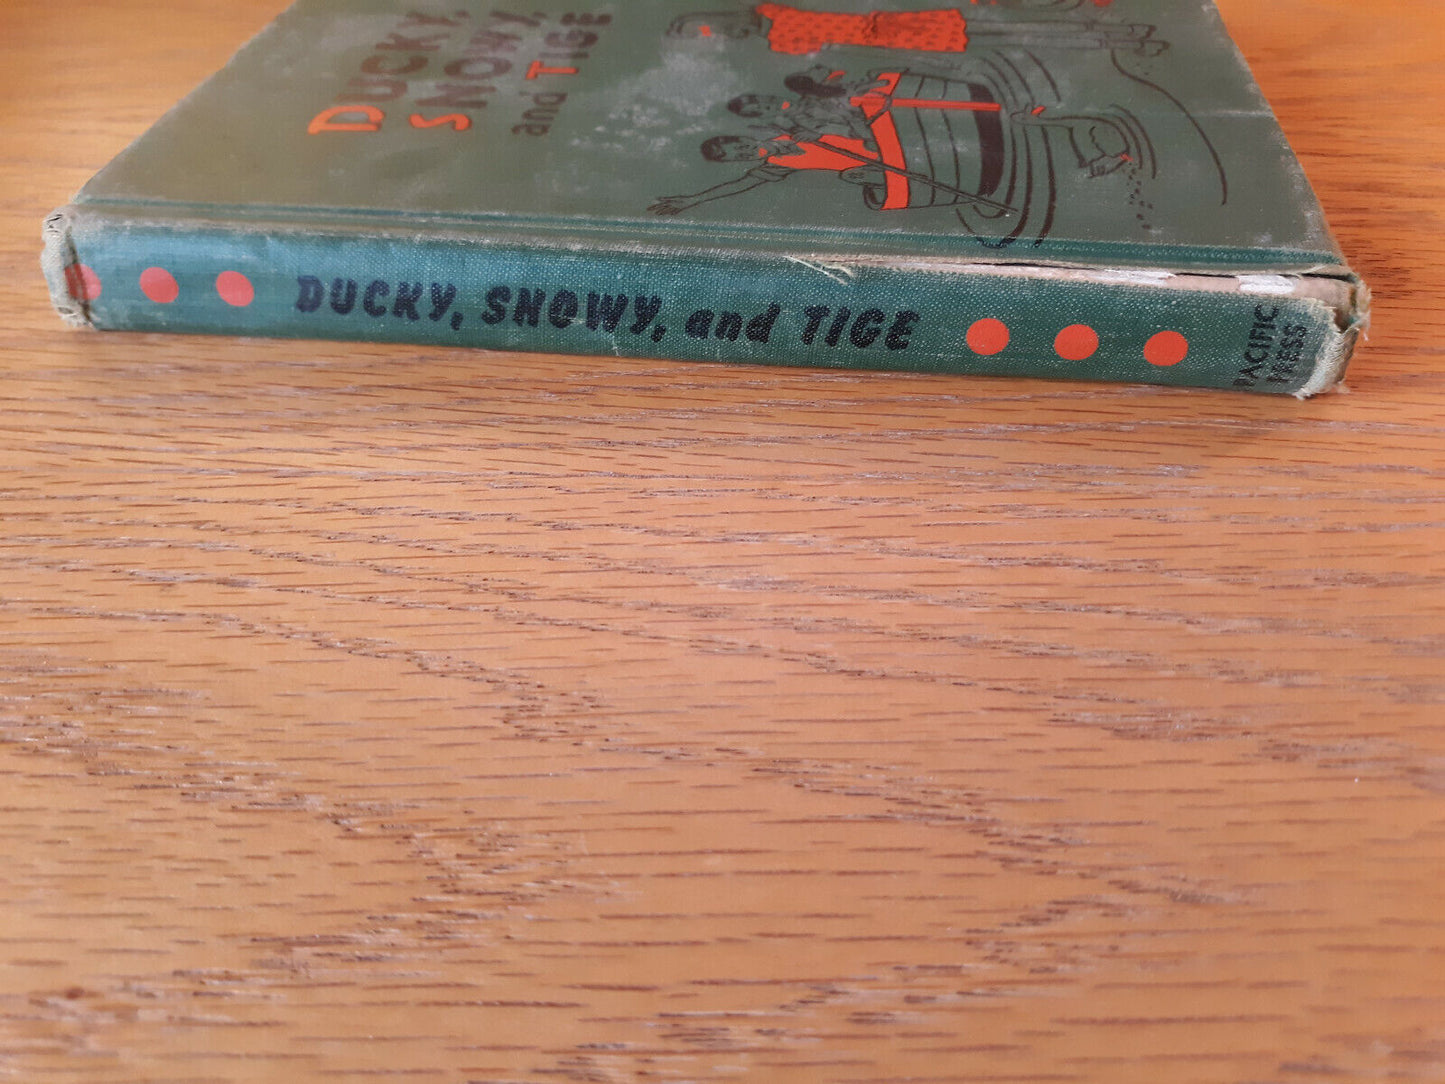 DUCKY,
SNOWY,
and TIGE
DUCKY, SNOWY, and TIGE
PACIFIC
PRESS